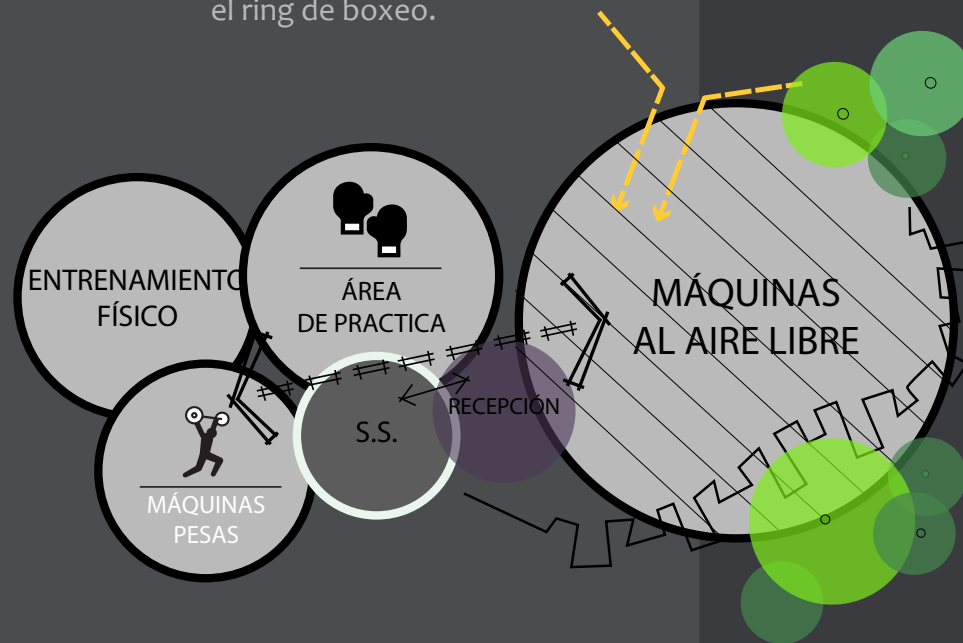 el ring de boxeo.
ENTRENAMIENTO
FÍSICO
ÁREA
DE PRACTICA
MÁQUINAS
AL AIRE LIBRE
RECEPCIÓN
S.S.
MÁQUINAS
PESAS